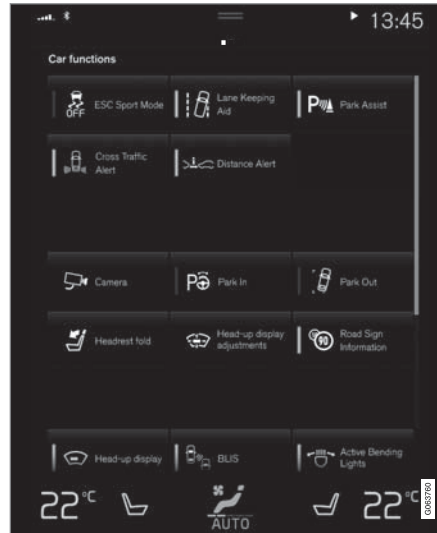 13:45
Car functions
OFF ESC Sport Mode
Lane Keeping
Aid
P Park Assist
Cross Traffic
Alert
Distance Alert
Camera
P Park In
Park Out
Headrest fold
Head-up display
adjustments
90 Road Sign
Information
Head-up display
BLIS
Active Bending
Lights
22°C
AUTO
22°C
G063760